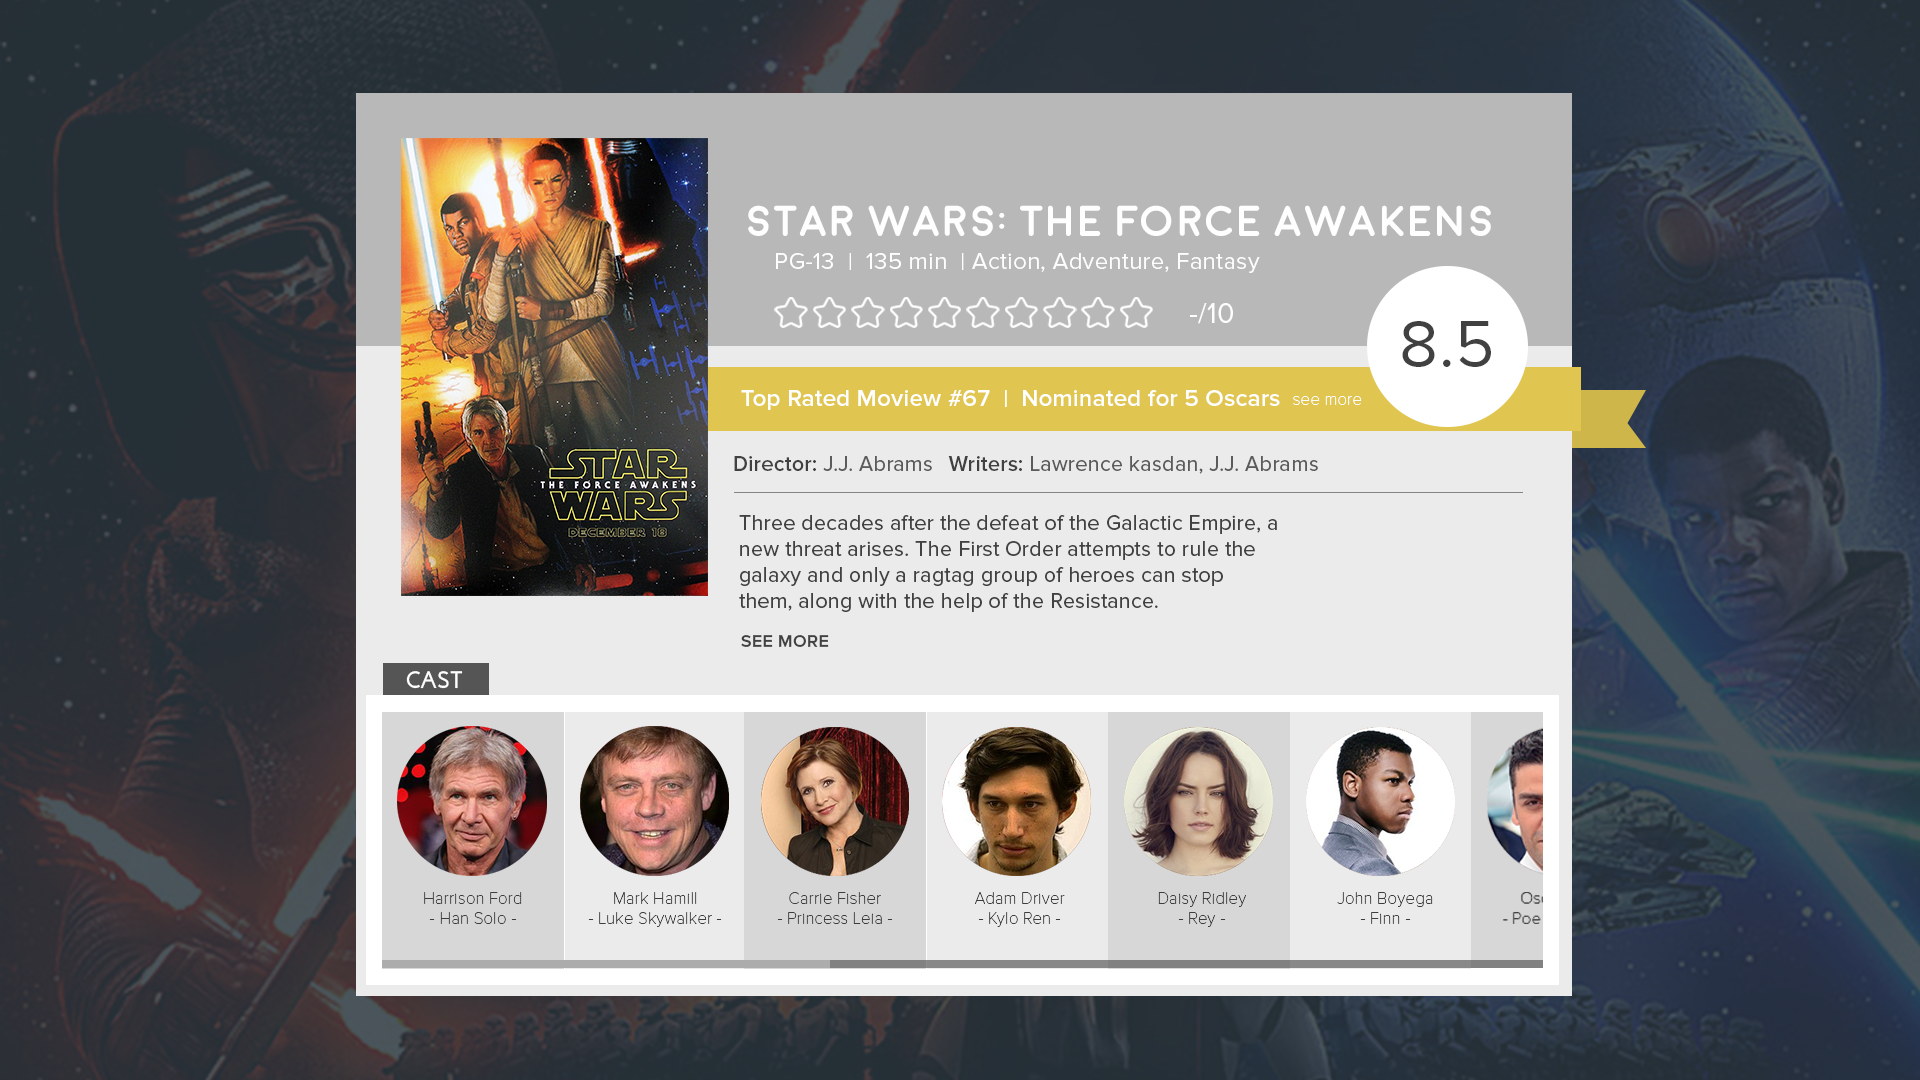 STAR WARS: THE FORCE AWAKENS
PG-13 | 135 min | Action, Adventure, Fantasy
-/10
8.5
Top Rated Moview #67 | Nominated for 5 Oscars see more
Director: J.J. Abrams Writers: Lawrence kasdan, J.J. Abrams
STAR
THE FORCE AWAKENS
WARS
DECEMBER 18
Three decades after the defeat of the Galactic Empire, a
new threat arises. The First Order attempts to rule the
galaxy and only a ragtag group of heroes can stop
them, along with the help of the Resistance.
SEE MORE
CAST
Harrison Ford
- Han Solo -
Mark Hamill
- Luke Skywalker -
Carrie Fisher
- Princess Leia -
Adam Driver
- Kylo Ren -
Daisy Ridley
- Rey -
John Boyega
- Finn -
- Poe